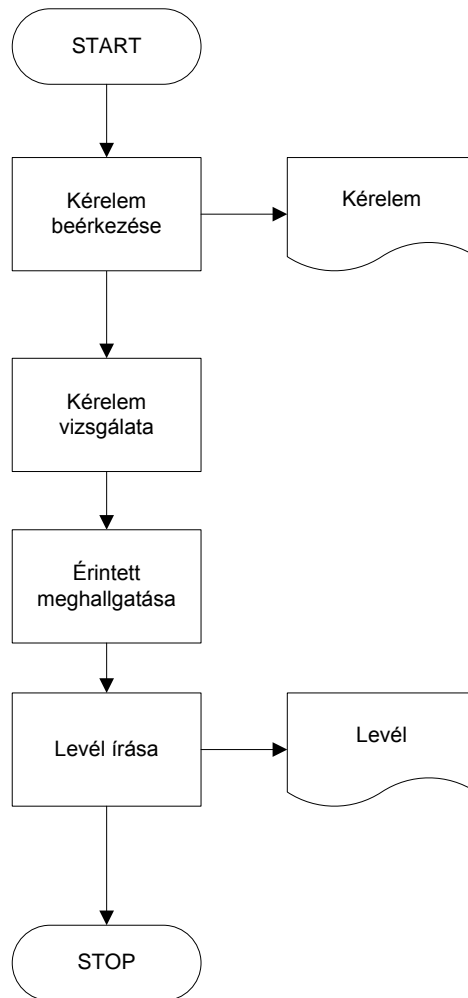 START
Kérelem
beérkezése
Kérelem
Kérelem
vizsgálata
Érintett
meghallgatása
Levél írása
Levél
STOP